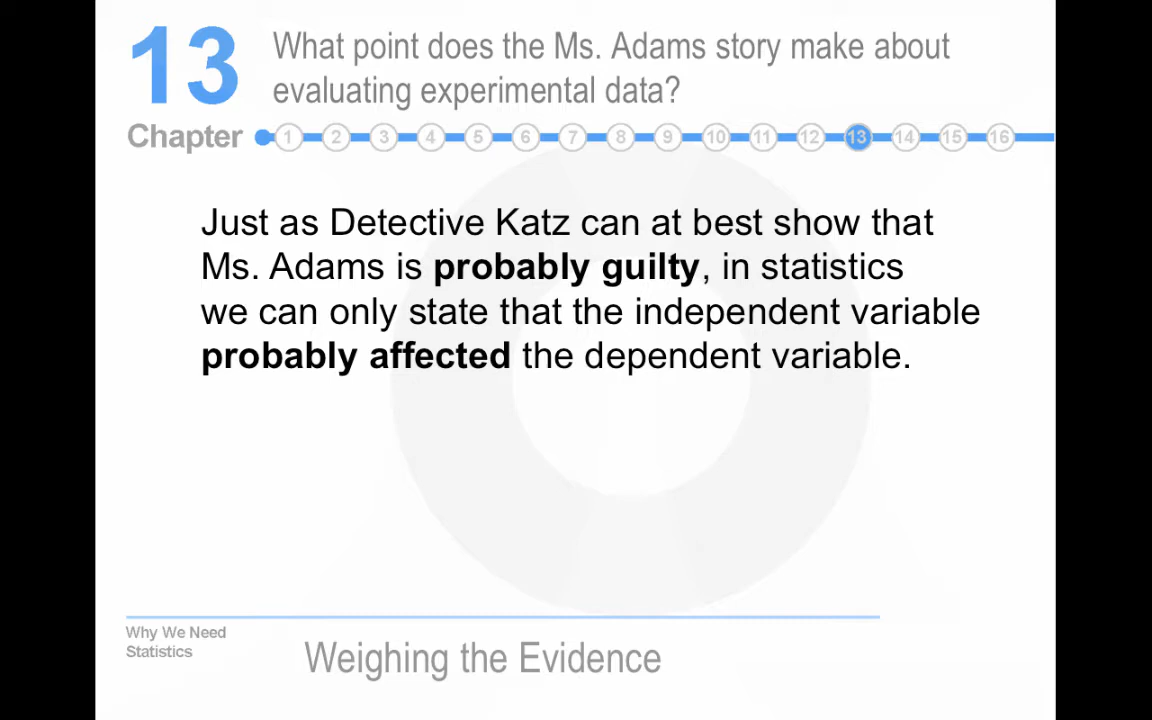 13
What point does the Ms. Adams story make about
evaluating experimental data?
Chapter 1 2 3 4 5 6 7 8 9 10 11 12 13 14 15 16
Just as Detective Katz can at best show that
Ms. Adams is probably guilty, in statistics
we can only state that the independent variable
probably affected the dependent variable.
Why We Need
Statistics
Weighing the Evidence